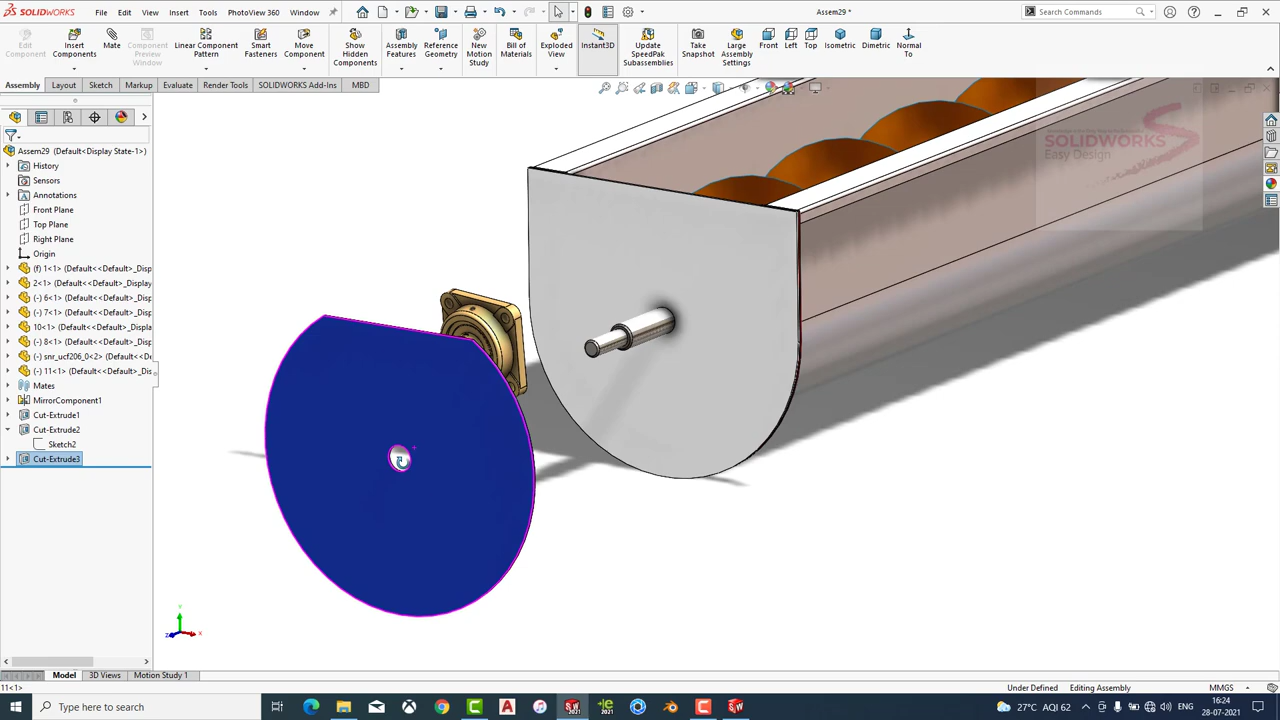 SOLIDWORKS
File
Edit
View
Insert
Tools
PhotoView 360
Window
Assem29 *
Search Commands
Edit Component
Insert Components
Mate
Component Preview Window
Linear Component Pattern
Smart Fasteners
Move Component
Show Hidden Components
Assembly Features
Reference Geometry
New Motion Study
Bill of Materials
Exploded View
Instant3D
Update SpeedPak Subassemblies
Take Snapshot
Large Assembly Settings
Front
Left
Top
Isometric
Dimetric
Normal To
Assembly
Layout
Sketch
Markup
Evaluate
Render Tools
SOLIDWORKS Add-Ins
MBD
Assem29 (Default<Display State-1>)
History
Sensors
Annotations
Front Plane
Top Plane
Right Plane
Origin
(f) 1<1> (Default<<Default>_Displ
2<1> (Default<<Default>_Display
(-) 6<1> (Default<<Default>_Disp
(-) 7<1> (Default<<Default>_Disp
10<1> (Default<<Default>_Displa
(-) 8<1> (Default<<Default>_Disp
(-) snr_ucf206_0<2> (Default<<D
(-) 11<1> (Default<<Default>_Dis
Mates
MirrorComponent1
Cut-Extrude1
Cut-Extrude2
Sketch2
Cut-Extrude3
SOLIDWORKS
Easy Design
Y
X
Z
Model
3D Views
Motion Study 1
11<1>
Under Defined
Editing Assembly
MMGS
Type here to search
27°C AQI 62
ENG
16:24
28-07-2021